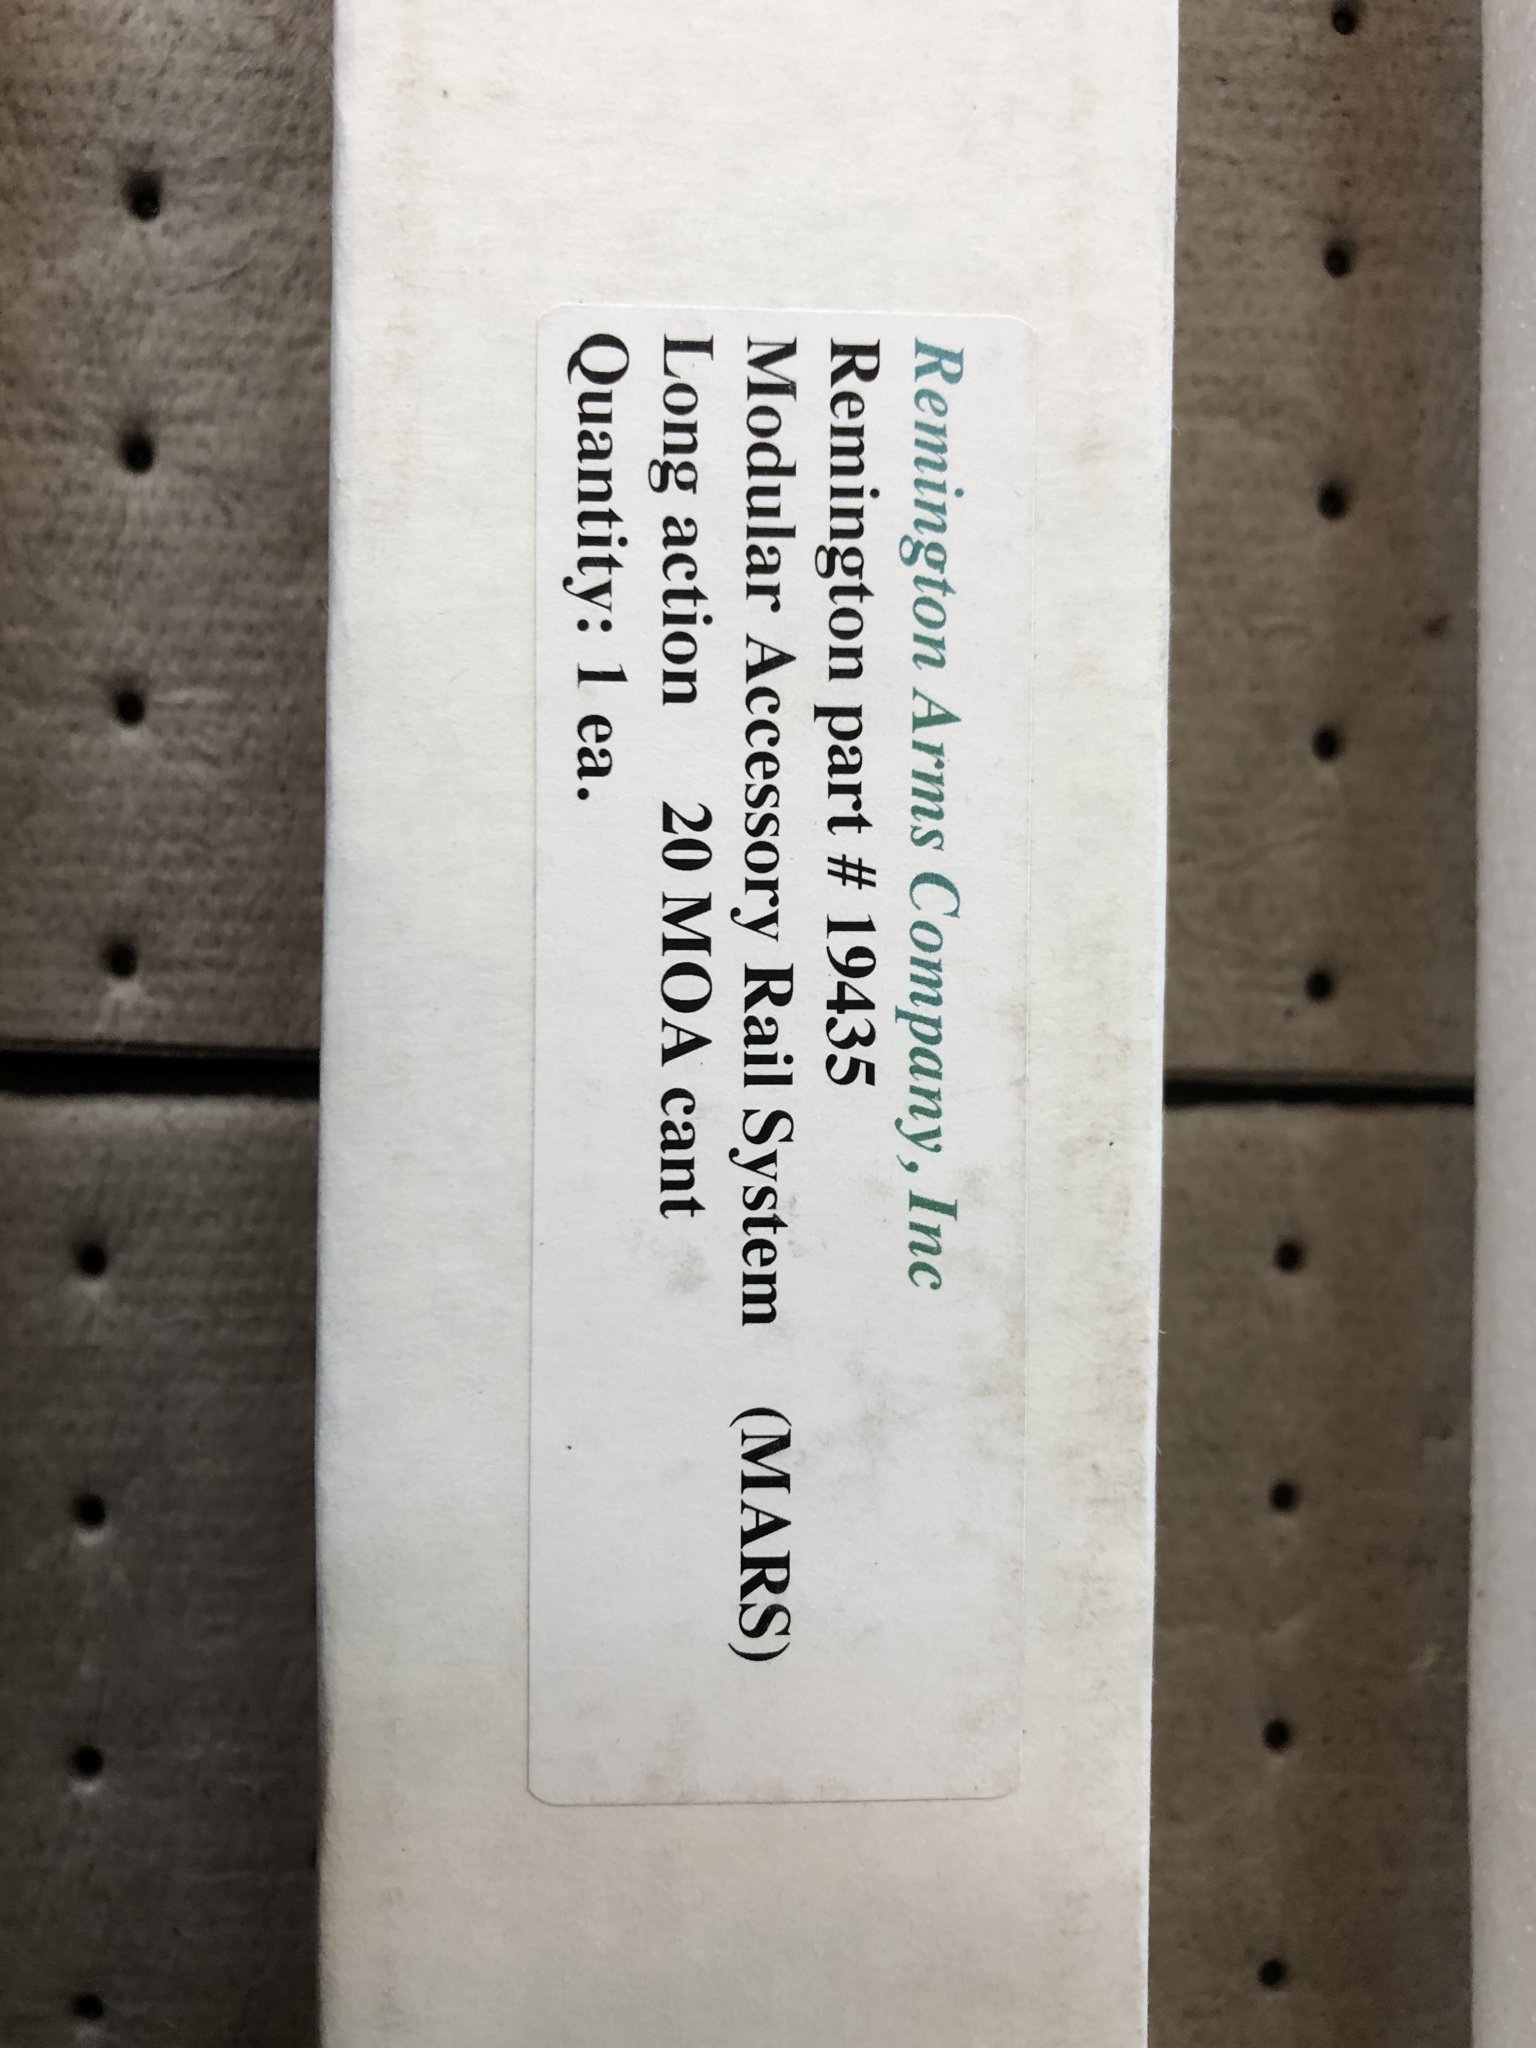 Remington Arms Company, Inc
Remington part # 19435
Modular Accessory Rail System (MARS)
Long action 20 MOA cant
Quantity: 1 ea.